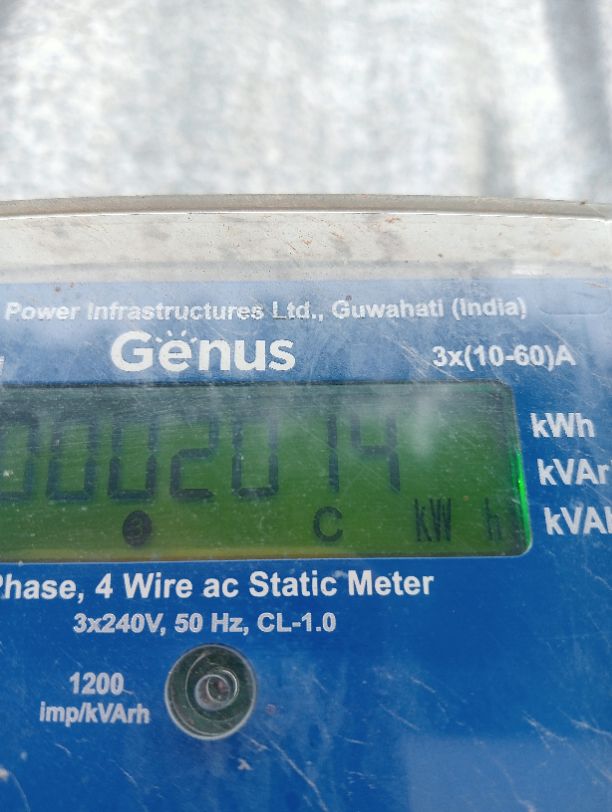 Power Infrastructures Ltd., Guwahati (India)
Genus
3x(10-60)A
0002014
kWh
kVAr
kVAh
C kW h
Phase, 4 Wire ac Static Meter
3x240V, 50 Hz, CL-1.0
1200
imp/kVArh